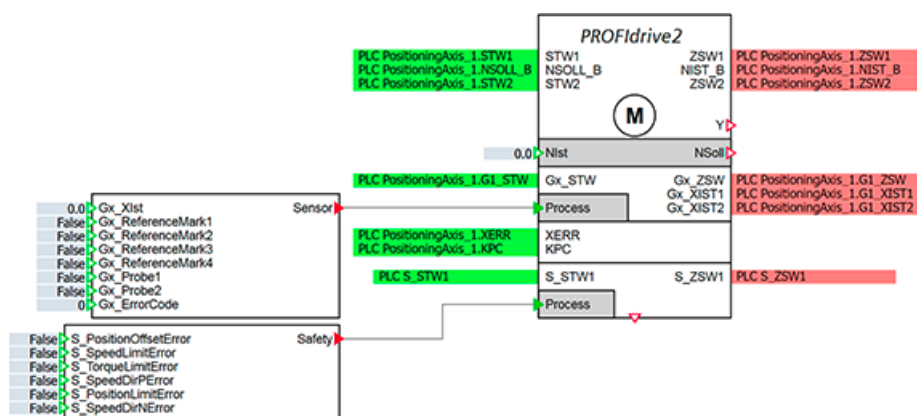 PROFIdrive2
PLC PositioningAxis_1.STW1 STW1 ZSW1 PLC PositioningAxis_1.ZSW1
PLC PositioningAxis_1.NSOLL_B NSOLL_B NIST_B PLC PositioningAxis_1.NIST_B
PLC PositioningAxis_1.STW2 STW2 ZSW2 PLC PositioningAxis_1.ZSW2
M
Y
0.0 NIst NSoll
PLC PositioningAxis_1.G1_STW Gx_STW Gx_ZSW PLC PositioningAxis_1.G1_ZSW
Gx_XIST1 PLC PositioningAxis_1.G1_XIST1
Process Gx_XIST2 PLC PositioningAxis_1.G1_XIST2
0.0 Gx_XIst Sensor
False Gx_ReferenceMark1
False Gx_ReferenceMark2
False Gx_ReferenceMark3
False Gx_ReferenceMark4
False Gx_Probe1
False Gx_Probe2
0 Gx_ErrorCode
PLC PositioningAxis_1.XERR XERR
PLC PositioningAxis_1.KPC KPC
PLC S_STW1 S_STW1 S_ZSW1 PLC S_ZSW1
Process
False S_PositionOffsetError Safety
False S_SpeedLimitError
False S_TorqueLimitError
False S_SpeedDirPError
False S_PositionLimitError
False S_SpeedDirNError